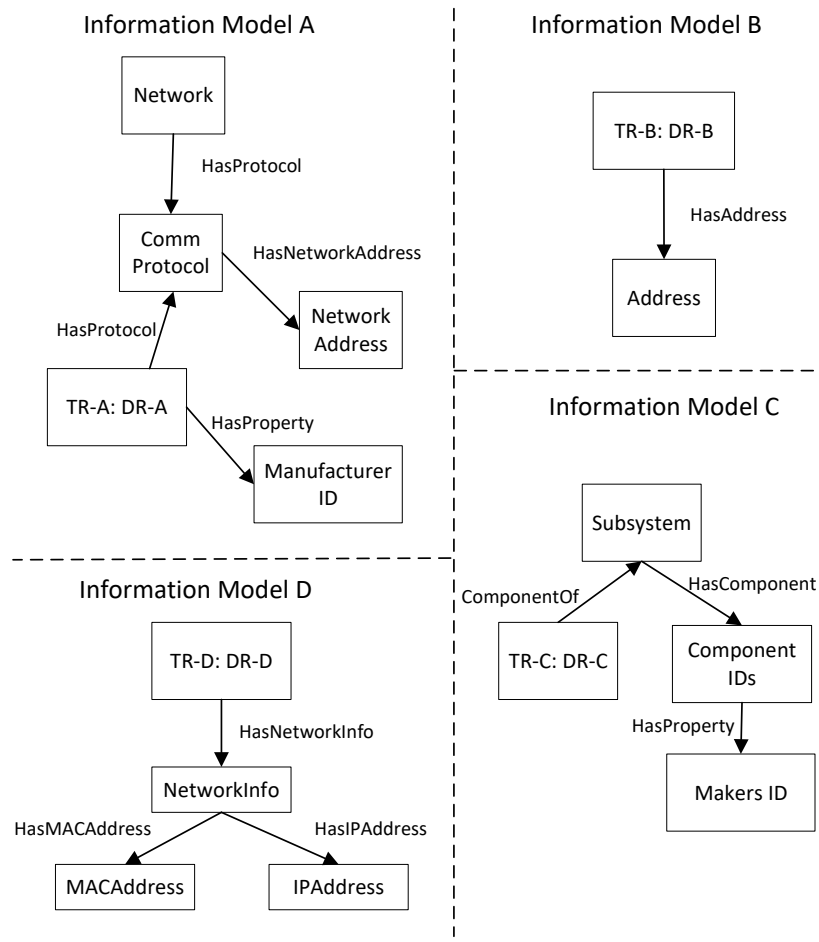 Information Model A
Network
HasProtocol
Comm
Protocol
HasNetworkAddress
Network
Address
HasProtocol
TR-A: DR-A
HasProperty
Manufacturer
ID
Information Model B
TR-B: DR-B
HasAddress
Address
Information Model C
Subsystem
ComponentOf
HasComponent
TR-C: DR-C
Component
IDs
HasProperty
Makers ID
Information Model D
TR-D: DR-D
HasNetworkInfo
NetworkInfo
HasMACAddress
HasIPAddress
MACAddress
IPAddress